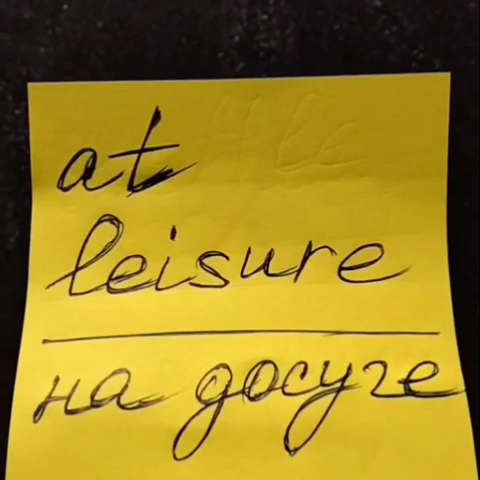 at
leisure
на досуге